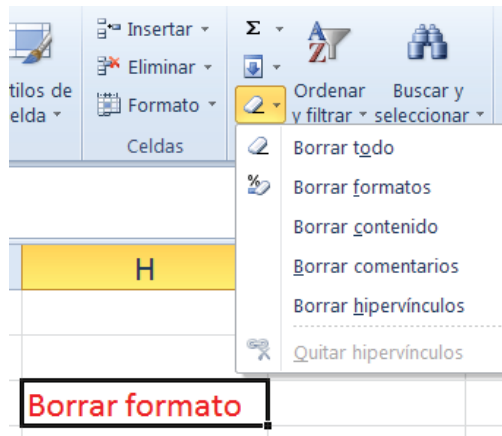 Insertar
Eliminar
Formato
Celdas
tilos de
elda
Σ
Ordenar
y filtrar
Buscar y
seleccionar
Borrar todo
Borrar formatos
Borrar contenido
Borrar comentarios
Borrar hipervínculos
Quitar hipervínculos
H
Borrar formato